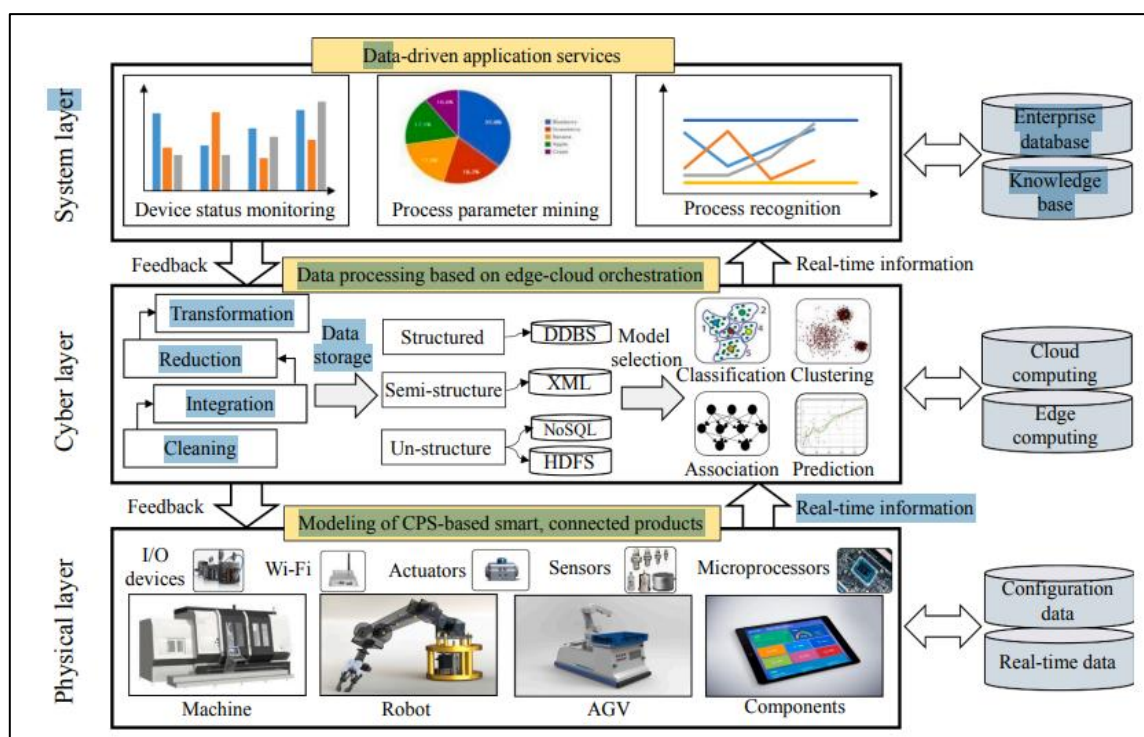 Data-driven application services
System layer
Device status monitoring
Process parameter mining
Process recognition
Enterprise
database
Knowledge
base
Feedback
Real-time information
Data processing based on edge-cloud orchestration
Cyber layer
Transformation
Reduction
Integration
Cleaning
Data
storage
Structured
Semi-structure
Un-structure
DDBS
XML
NoSQL
HDFS
Model
selection
1
2
4
5
Classification
Clustering
Association
Prediction
Cloud
computing
Edge
computing
Feedback
Real-time information
Modeling of CPS-based smart, connected products
Physical layer
I/O
devices
Wi-Fi
Actuators
Sensors
Microprocessors
Machine
Robot
AGV
Components
Configuration
data
Real-time data